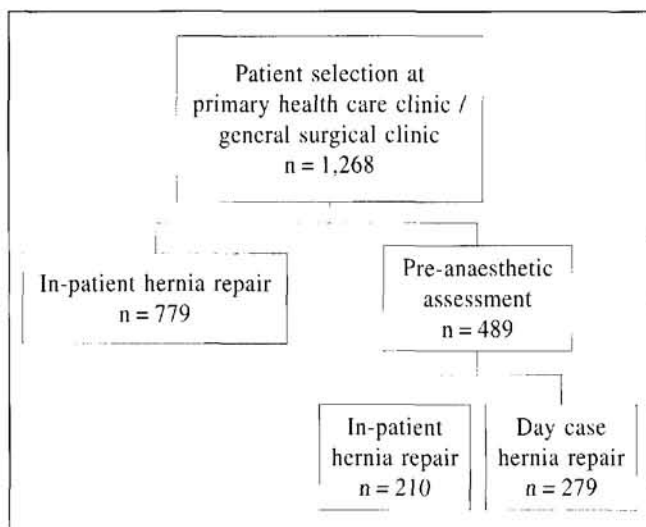 Patient selection at
primary health care clinic /
general surgical clinic
n = 1,268
In-patient hernia repair
n = 779
Pre-anaesthetic
assessment
n = 489
In-patient
hernia repair
n = 210
Day case
hernia repair
n = 279